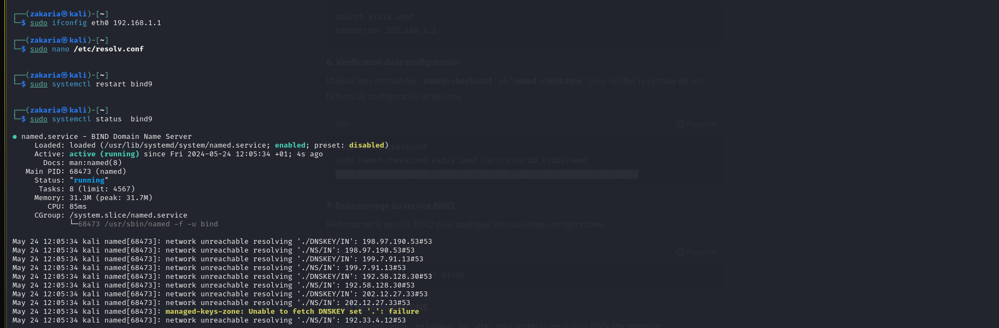 ┌──(zakaria㉿kali)-[~]
└─$ sudo ifconfig eth0 192.168.1.1
┌──(zakaria㉿kali)-[~]
└─$ sudo nano /etc/resolv.conf
┌──(zakaria㉿kali)-[~]
└─$ sudo systemctl restart bind9
┌──(zakaria㉿kali)-[~]
└─$ sudo systemctl status  bind9
● named.service - BIND Domain Name Server
Loaded: loaded (/usr/lib/systemd/system/named.service; enabled; preset: disabled)
Active: active (running) since Fri 2024-05-24 12:05:34 +01; 4s ago
Docs: man:named(8)
Main PID: 68473 (named)
Status: "running"
Tasks: 8 (limit: 4567)
Memory: 31.3M (peak: 31.7M)
CPU: 85ms
CGroup: /system.slice/named.service
└─68473 /usr/sbin/named -f -u bind
May 24 12:05:34 kali named[68473]: network unreachable resolving './DNSKEY/IN': 198.97.190.53#53
May 24 12:05:34 kali named[68473]: network unreachable resolving './NS/IN': 198.97.190.53#53
May 24 12:05:34 kali named[68473]: network unreachable resolving './DNSKEY/IN': 199.7.91.13#53
May 24 12:05:34 kali named[68473]: network unreachable resolving './NS/IN': 199.7.91.13#53
May 24 12:05:34 kali named[68473]: network unreachable resolving './DNSKEY/IN': 192.58.128.30#53
May 24 12:05:34 kali named[68473]: network unreachable resolving './NS/IN': 192.58.128.30#53
May 24 12:05:34 kali named[68473]: network unreachable resolving './DNSKEY/IN': 202.12.27.33#53
May 24 12:05:34 kali named[68473]: network unreachable resolving './NS/IN': 202.12.27.33#53
May 24 12:05:34 kali named[68473]: managed-keys-zone: Unable to fetch DNSKEY set '.': failure
May 24 12:05:34 kali named[68473]: network unreachable resolving './NS/IN': 192.33.4.12#53
search eidia.uemf
nameserver 192.168.1.1
6. Vérification de la configuration
Utilisez les commandes `named-checkconf` et `named-checkzone` pour vérifier la syntaxe de vos
fichiers de configuration et de zone :
bash
Copy code
checkconf
sudo named-checkzone eidia.uemf /etc/bind/db.eidia.uemf
7. Redémarrage du service BIND
Redémarrez le service BIND pour appliquer les nouvelles configurations :
Copy code
bind9
DNS
nslookup` ou `dig` pour tester la résolution DNS. Par exemple